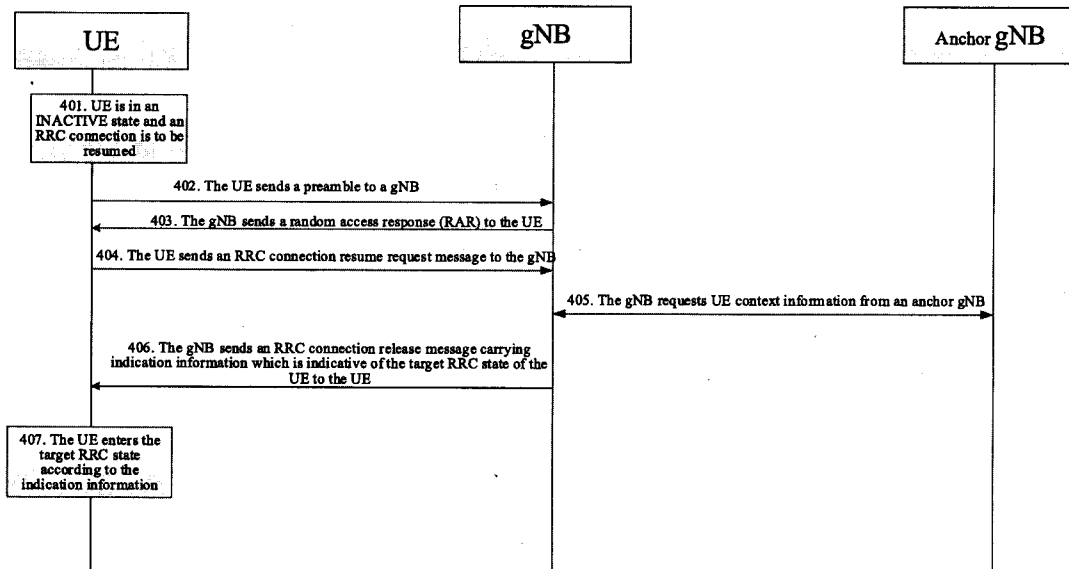 UE
gNB
Anchor gNB
401. UE is in an
INACTIVE state and an
RRC connection is to be
resumed
402. The UE sends a preamble to a gNB
403. The gNB sends a random access response (RAR) to the UE
404. The UE sends an RRC connection resume request message to the gNB
405. The gNB requests UE context information from an anchor gNB
406. The gNB sends an RRC connection release message carrying
indication information which is indicative of the target RRC state of the
UE to the UE
407. The UE enters the
target RRC state
according to the
indication information